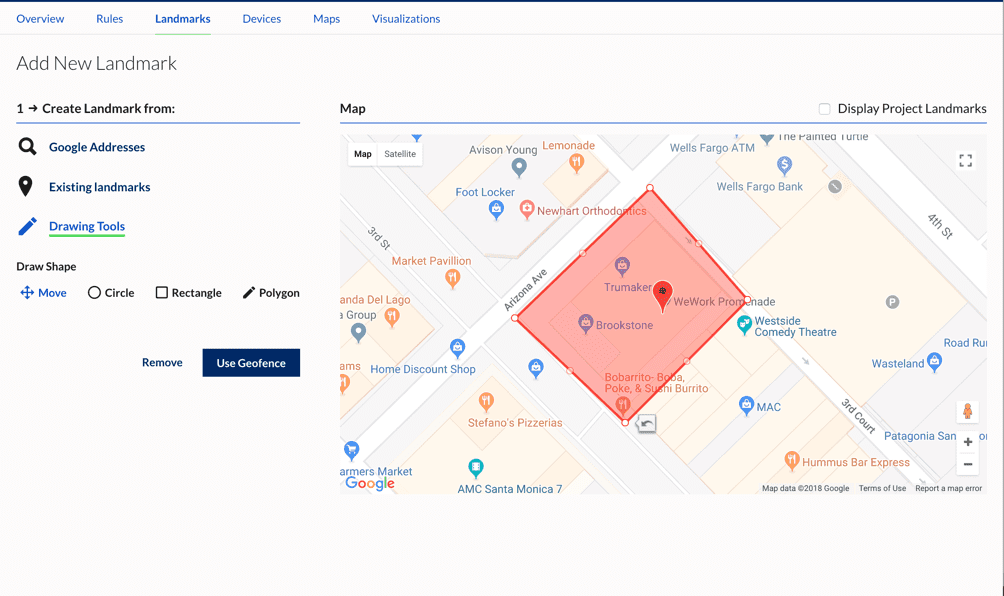 Overview Rules Landmarks Devices Maps Visualizations
Add New Landmark
1 → Create Landmark from:
Google Addresses
Existing landmarks
Drawing Tools
Draw Shape
Move Circle Rectangle Polygon
Remove Use Geofence
Map
Display Project Landmarks
Map Satellite
Avison Young
Lemonade
Wells Fargo ATM
The Painted Turtle
Wells Fargo Bank
Foot Locker
Newhart Orthodontics
4th St
3rd St
Market Pavillion
Arizona Ave
Trumaker
WeWork Promenade
anda Del Lago
a Group
Brookstone
Westside
Comedy Theatre
P
Road Ru
Wasteland
ams
Home Discount Shop
Bobarrito- Boba,
Poke, & Sushi Burrito
MAC
3rd Court
Stefano's Pizzerias
Patagonia San
Hummus Bar Express
armers Market
Google
AMC Santa Monica 7
Map data ©2018 Google Terms of Use Report a map error